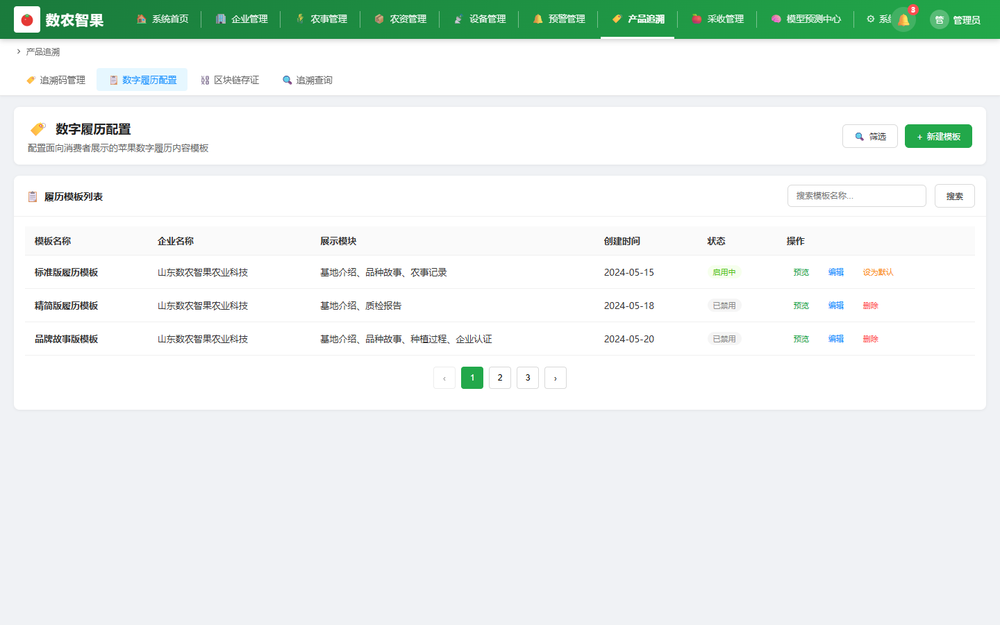 数农智果
系统首页
企业管理
农事管理
农资管理
设备管理
预警管理
产品追溯
采收管理
模型预测中心
系统
3
管
管理员
产品追溯
追溯码管理
数字履历配置
区块链存证
追溯查询
数字履历配置
配置面向消费者展示的苹果数字履历内容模板
筛选
+ 新建模板
履历模板列表
搜索模板名称...
搜索
模板名称 企业名称 展示模块 创建时间 状态 操作
标准版履历模板 山东数农智果农业科技 基地介绍、品种故事、农事记录 2024-05-15 启用中 预览 编辑 设为默认
精简版履历模板 山东数农智果农业科技 基地介绍、质检报告 2024-05-18 已禁用 预览 编辑 删除
品牌故事版模板 山东数农智果农业科技 基地介绍、品种故事、种植过程、企业认证 2024-05-20 已禁用 预览 编辑 删除
‹ 1 2 3 ›